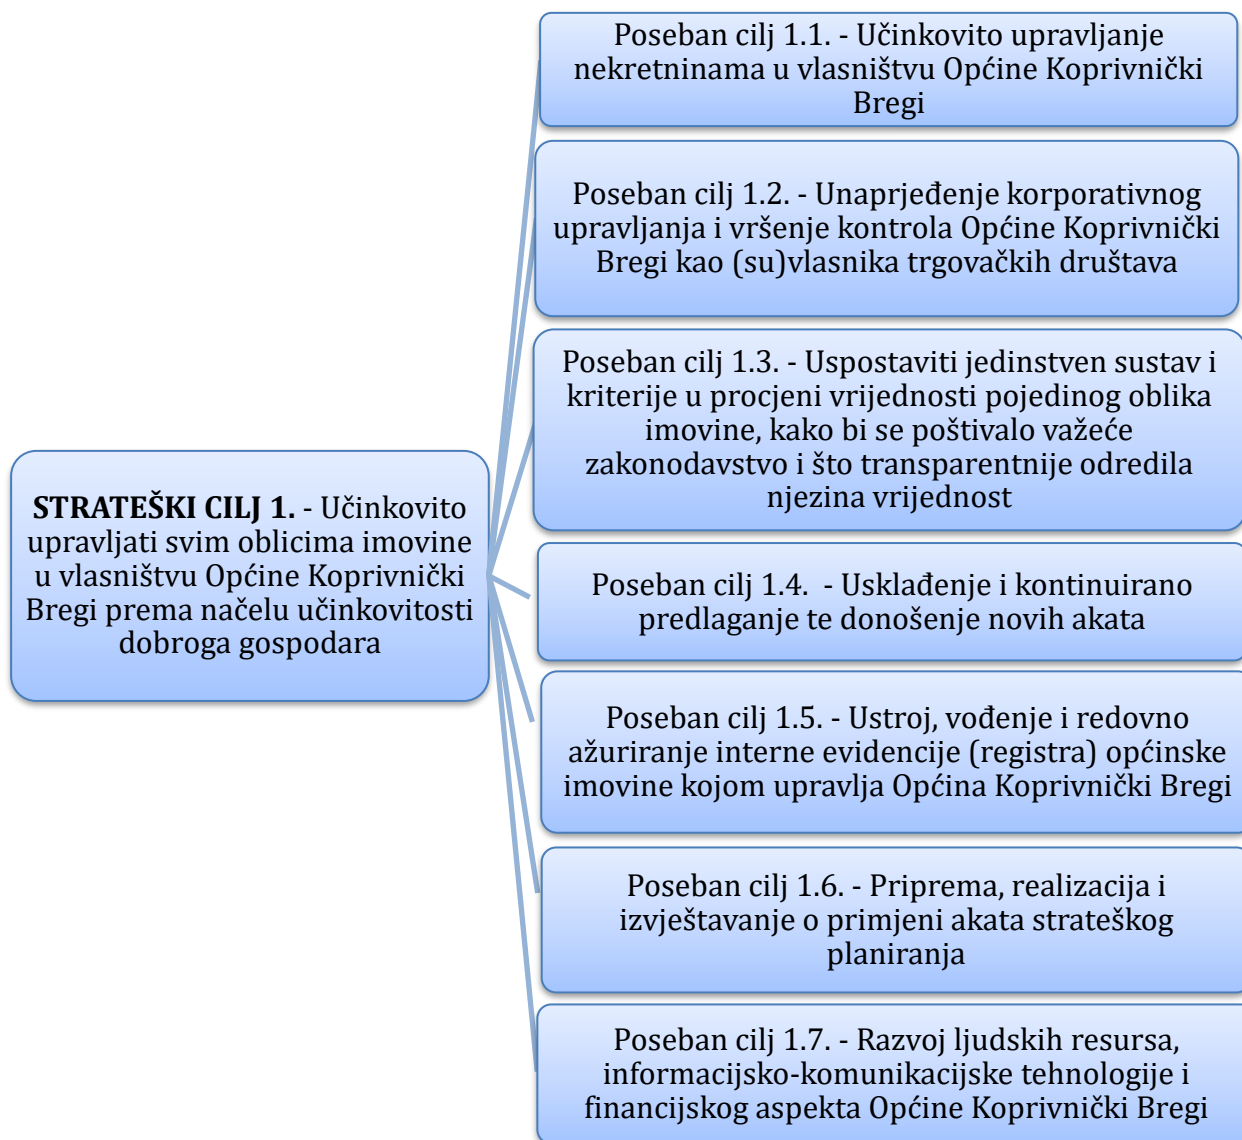 STRATEŠKI CILJ 1. - Učinkovito
upravljati svim oblicima imovine
u vlasništvu Općine Koprivnički
Bregi prema načelu učinkovitosti
dobroga gospodara
Poseban cilj 1.1. - Učinkovito upravljanje
nekretninama u vlasništvu Općine Koprivnički
Bregi
Poseban cilj 1.2. - Unaprjeđenje korporativnog
upravljanja i vršenje kontrola Općine Koprivnički
Bregi kao (su)vlasnika trgovačkih društava
Poseban cilj 1.3. - Uspostaviti jedinstven sustav i
kriterije u procjeni vrijednosti pojedinog oblika
imovine, kako bi se poštivalo važeće
zakonodavstvo i što transparentnije odredila
njezina vrijednost
Poseban cilj 1.4.  - Usklađenje i kontinuirano
predlaganje te donošenje novih akata
Poseban cilj 1.5. - Ustroj, vođenje i redovno
ažuriranje interne evidencije (registra) općinske
imovine kojom upravlja Općina Koprivnički Bregi
Poseban cilj 1.6. - Priprema, realizacija i
izvještavanje o primjeni akata strateškog
planiranja
Poseban cilj 1.7. - Razvoj ljudskih resursa,
informacijsko-komunikacijske tehnologije i
financijskog aspekta Općine Koprivnički Bregi